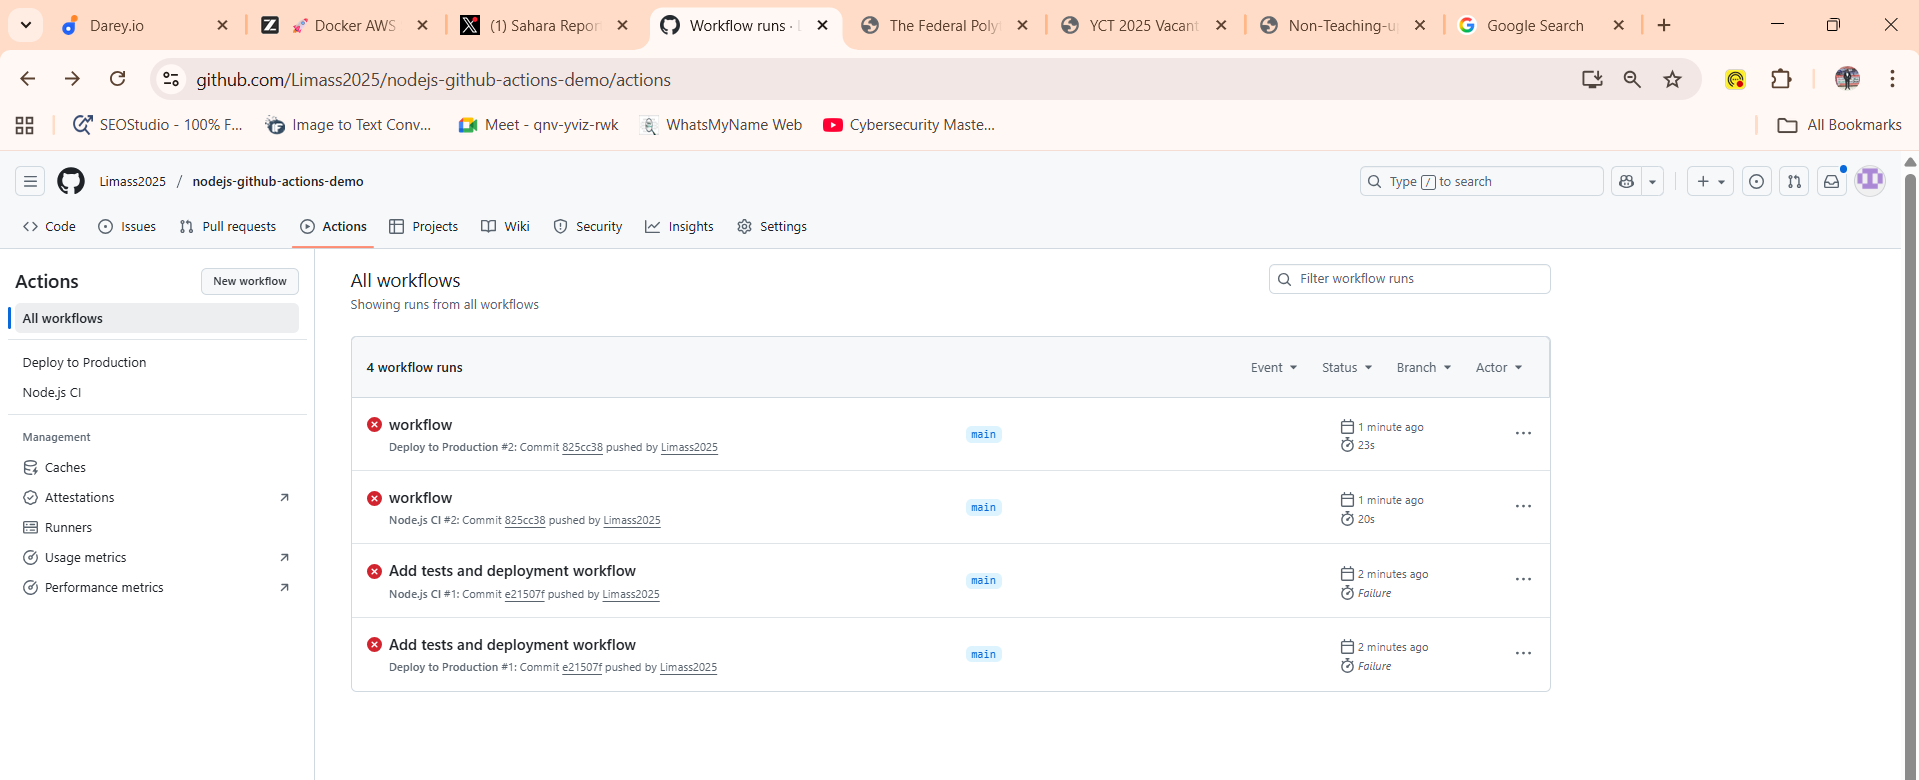 Darey.io
🚀 Docker AWS
(1) Sahara Repor
Workflow runs ·
The Federal Poly
YCT 2025 Vacant
Non-Teaching-u
Google Search
github.com/Limass2025/nodejs-github-actions-demo/actions
SEOStudio - 100% F...
Image to Text Conv...
Meet - qnv-yviz-rwk
WhatsMyName Web
Cybersecurity Maste...
All Bookmarks
Limass2025 / nodejs-github-actions-demo
Type / to search
Code
Issues
Pull requests
Actions
Projects
Wiki
Security
Insights
Settings
Actions
New workflow
All workflows
Deploy to Production
Node.js CI
Management
Caches
Attestations
Runners
Usage metrics
Performance metrics
All workflows
Showing runs from all workflows
Filter workflow runs
4 workflow runs
Event
Status
Branch
Actor
workflow
Deploy to Production #2: Commit 825cc38 pushed by Limass2025
main
1 minute ago
23s
workflow
Node.js CI #2: Commit 825cc38 pushed by Limass2025
main
1 minute ago
20s
Add tests and deployment workflow
Node.js CI #1: Commit e21507f pushed by Limass2025
main
2 minutes ago
Failure
Add tests and deployment workflow
Deploy to Production #1: Commit e21507f pushed by Limass2025
main
2 minutes ago
Failure